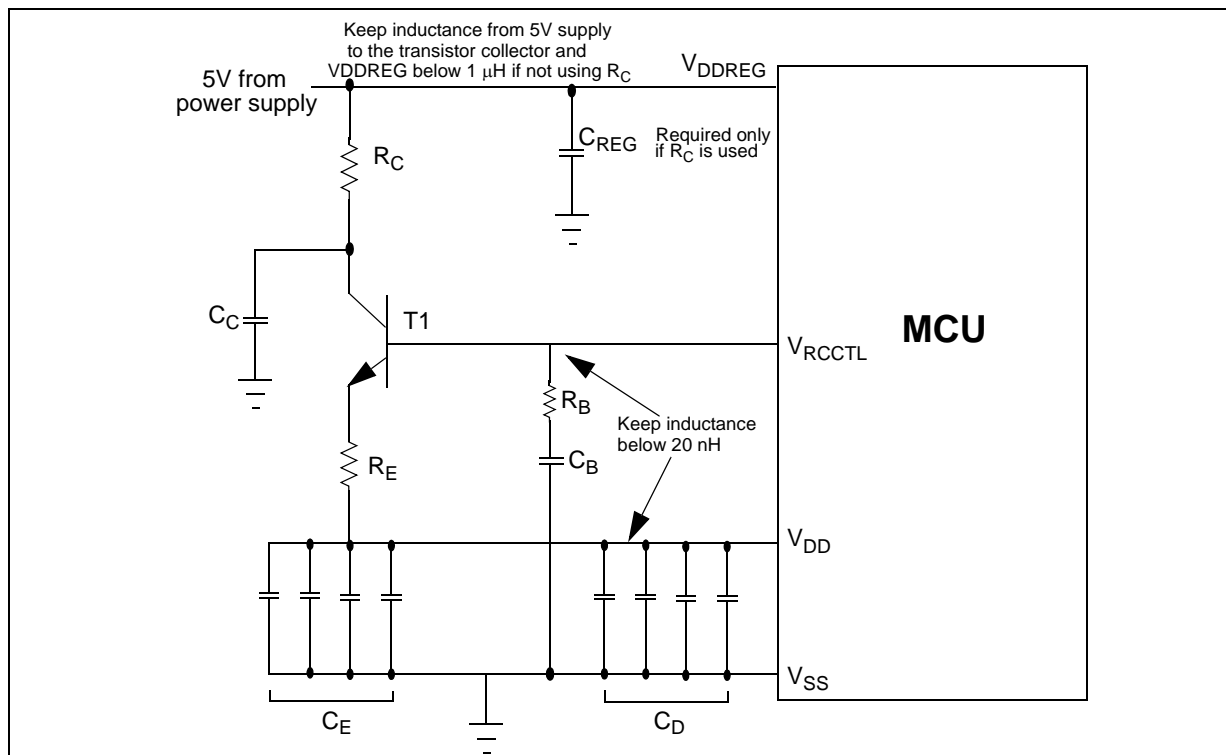 Keep inductance from 5V supply
to the transistor collector and
VDDREG below 1 μH if not using RC
VDDREG
5V from
power supply
CREG
Required only
if RC is used
RC
CC
T1
MCU
VRCCTL
RB
Keep inductance
below 20 nH
CB
RE
VDD
VSS
CE
CD